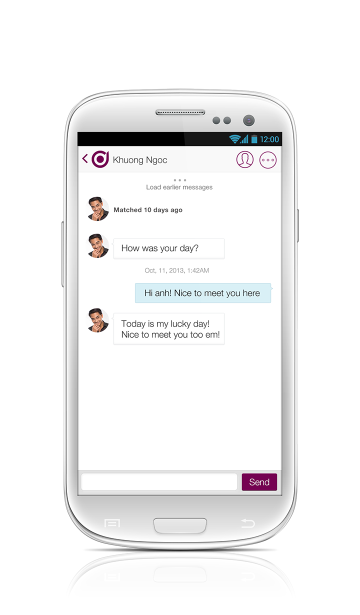 12:00
Khuong Ngoc
Load earlier messages
Matched 10 days ago
How was your day?
Oct, 11, 2013, 1:42AM
Hi anh! Nice to meet you here
Today is my lucky day!
Nice to meet you too em!
Send